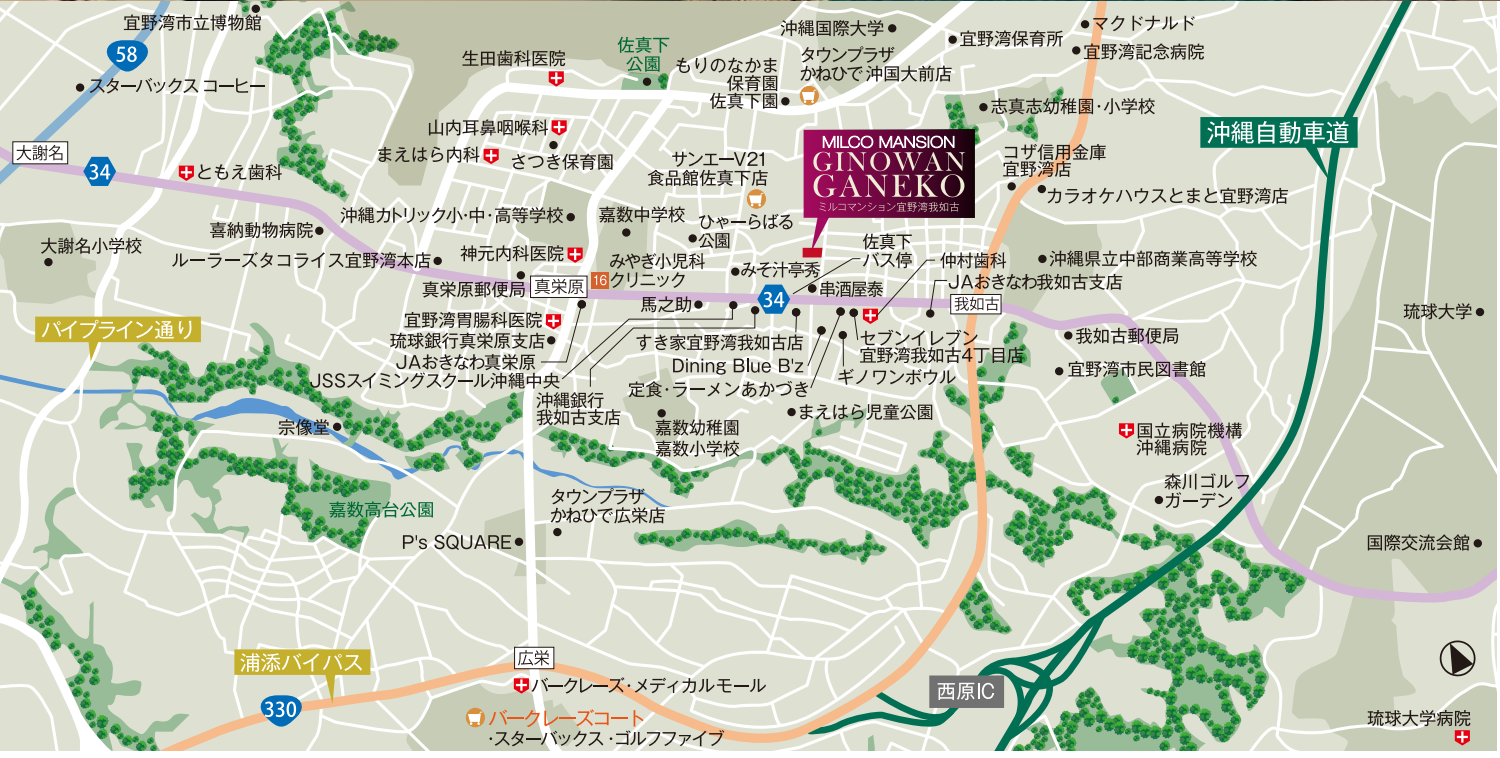 宜野湾市立博物館
58
スターバックス コーヒー
大謝名
34
ともえ歯科
生田歯科医院
佐真下
公園
もりのなかま
保育園
佐真下園
沖縄国際大学
タウンプラザ
かねひで 沖国大前店
宜野湾保育所
マクドナルド
宜野湾記念病院
志真志幼稚園・小学校
沖縄自動車道
山内耳鼻咽喉科
まえはら内科
さつき保育園
サンエーV21
食品館佐真下店
MILCO MANSION
GINOWAN
GANEKO
ミルコマンション宜野湾我如古
コザ信用金庫
宜野湾店
カラオケハウスとまと宜野湾店
沖縄カトリック小・中・高等学校
嘉数中学校
ひゃーらばる
公園
喜納動物病院
大謝名小学校
ルーラーズタコライス宜野湾本店
神元内科医院
みやぎ小児科
クリニック
16
みそ汁亭秀
佐真下
バス停
仲村歯科
沖縄県立中部商業高等学校
JAおきなわ我如古支店
真栄原郵便局
真栄原
馬之助
34
串酒屋泰
我如古
琉球大学
パイプライン通り
宜野湾胃腸科医院
琉球銀行真栄原支店
JAおきなわ真栄原
JSSスイミングスクール沖縄中央
すき家宜野湾我如古店
Dining Blue B'z
定食・ラーメンあかづき
セブンイレブン
宜野湾我如古4丁目店
ギノワンボウル
我如古郵便局
宜野湾市民図書館
沖縄銀行
我如古支店
宗像堂
嘉数幼稚園
嘉数小学校
まえはら児童公園
国立病院機構
沖縄病院
森川ゴルフ
ガーデン
嘉数高台公園
タウンプラザ
かねひで広栄店
P's SQUARE
国際交流会館
浦添バイパス
330
広栄
バークレーズ・メディカルモール
バークレーズコート
・スターバックス・ゴルフファイブ
西原IC
琉球大学病院